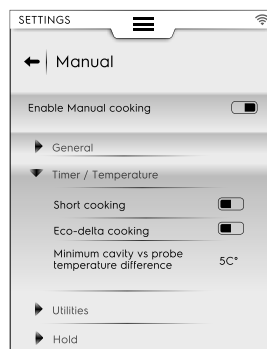 SETTINGS
Manual
Enable Manual cooking
General
Timer / Temperature
Short cooking
Eco-delta cooking
Minimum cavity vs probe
temperature difference
5C°
Utilities
Hold